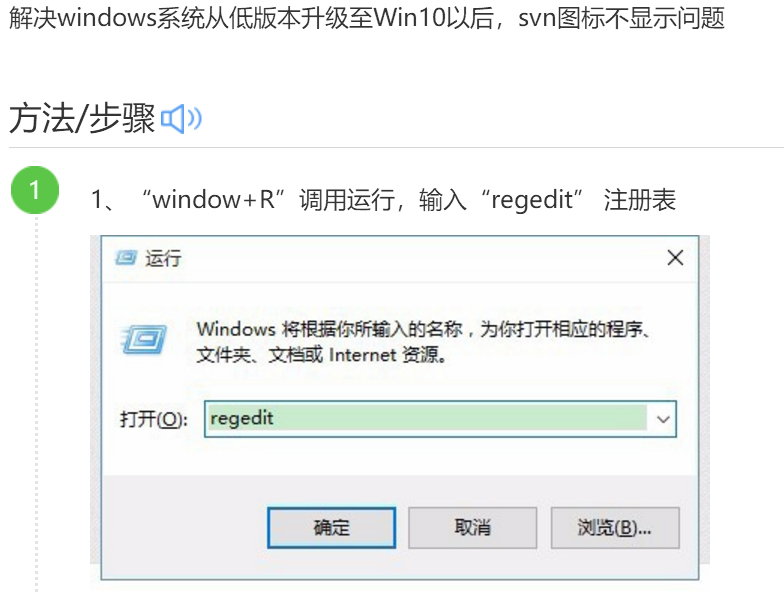 解决windows系统从低版本升级至Win10以后，svn图标不显示问题
方法/步骤
1
1、“window+R”调用运行，输入“regedit” 注册表
运行
Windows 将根据你所输入的名称，为你打开相应的程序、
文件夹、文档或 Internet 资源。
打开(O): regedit
确定 取消 浏览(B)...